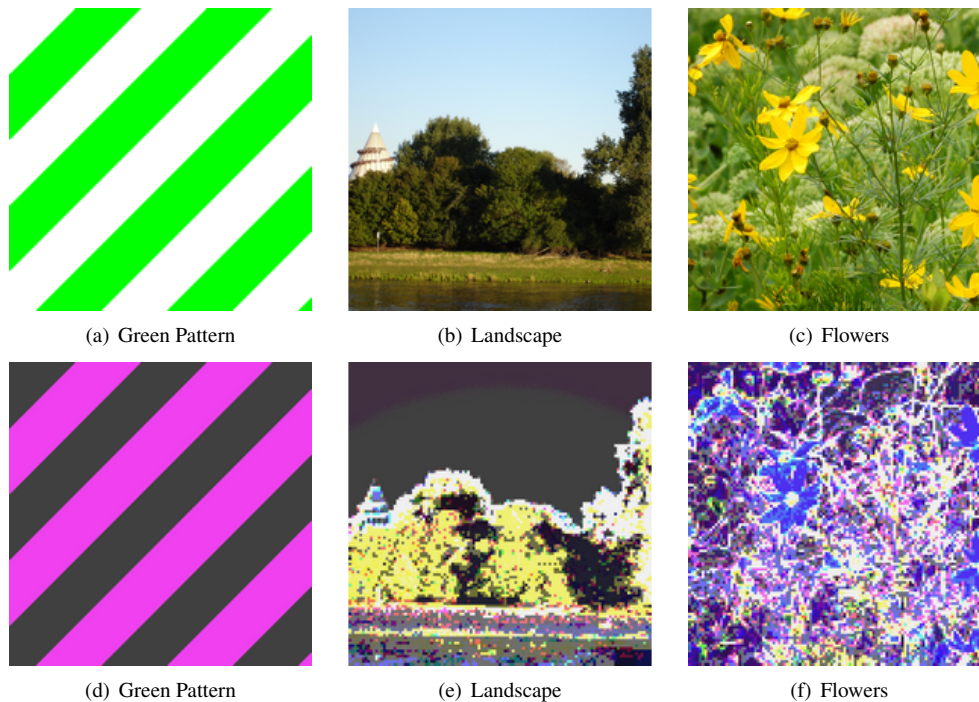 (a) Green Pattern
(b) Landscape
(c) Flowers
(d) Green Pattern
(e) Landscape
(f) Flowers